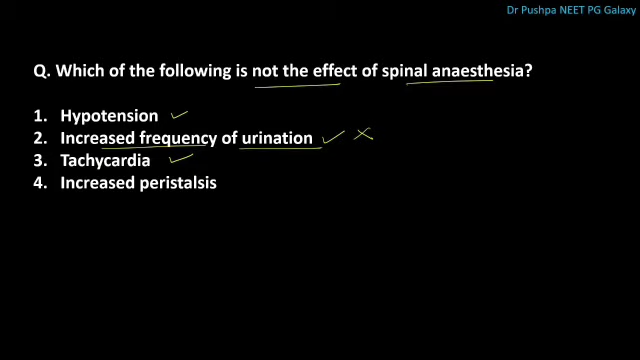 Dr Pushpa NEET PG Galaxy
Q. Which of the following is not the effect of spinal anaesthesia?
1. Hypotension
2. Increased frequency of urination
3. Tachycardia
4. Increased peristalsis